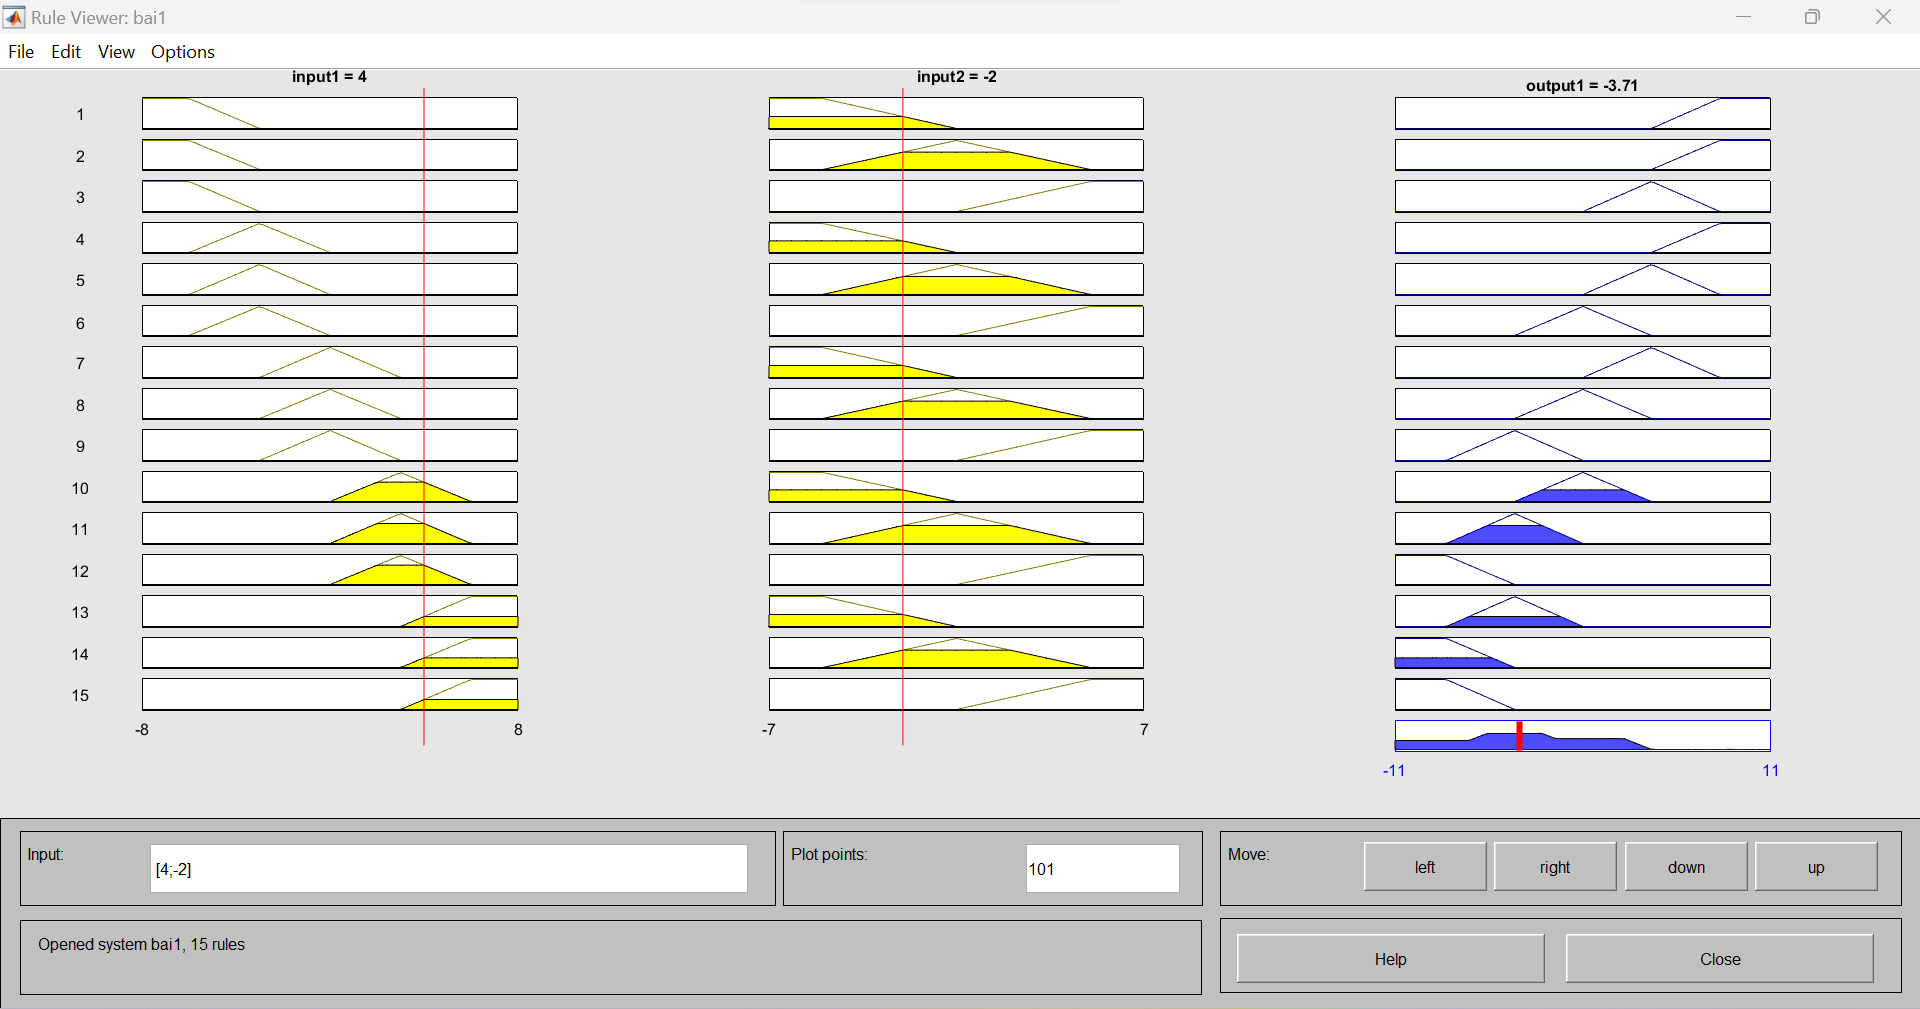 Rule Viewer: bai1
File Edit View Options
input1 = 4 input2 = -2 output1 = -3.71
1
2
3
4
5
6
7
8
9
10
11
12
13
14
15
-8 8 -7 7
-11 11
Input: [4;-2] Plot points: 101 Move: left right down up
Opened system bai1, 15 rules
Help Close